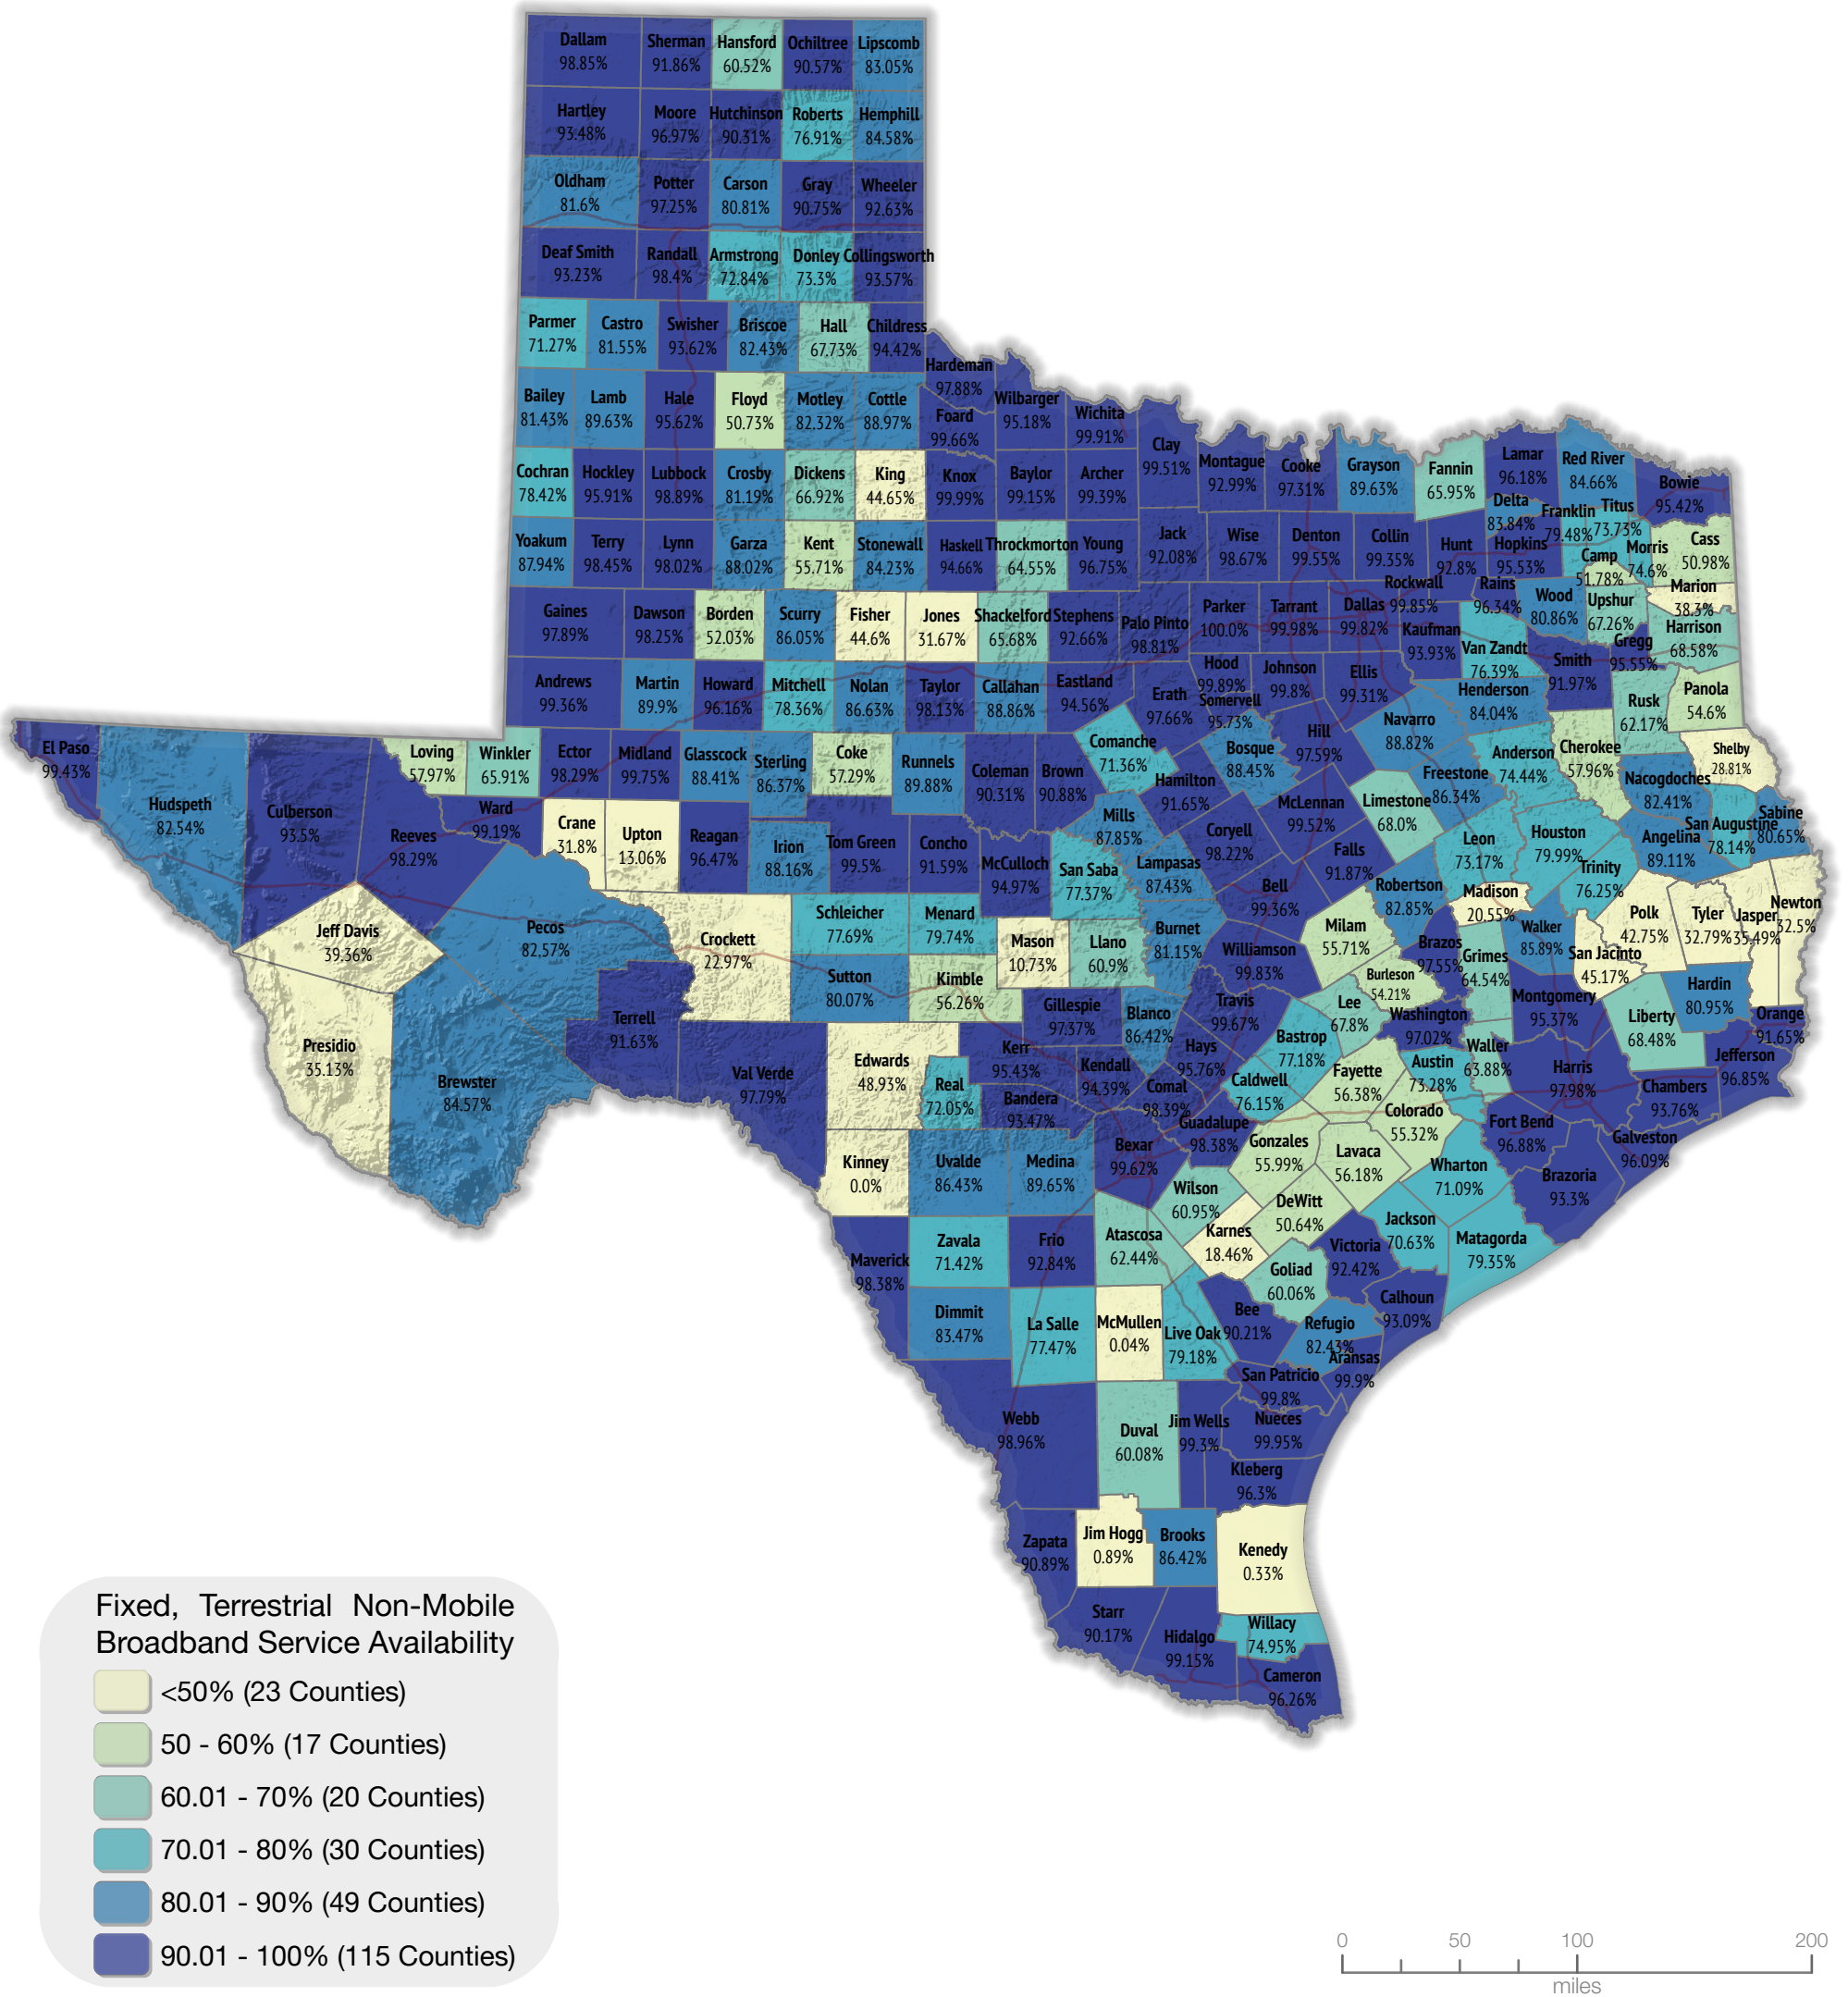 Dallam
98.85%
Sherman
91.86%
Hansford
60.52%
Ochiltree
90.57%
Lipscomb
83.05%
Hartley
93.48%
Moore
96.97%
Hutchinson
90.31%
Roberts
76.91%
Hemphill
84.58%
Oldham
81.6%
Potter
97.25%
Carson
80.81%
Gray
90.75%
Wheeler
92.63%
Deaf Smith
93.23%
Randall
98.4%
Armstrong
72.84%
Donley
73.3%
Collingsworth
93.57%
Parmer
71.27%
Castro
81.55%
Swisher
93.62%
Briscoe
82.43%
Hall
67.73%
Childress
94.42%
Hardeman
97.88%
Bailey
81.43%
Lamb
89.63%
Hale
95.62%
Floyd
50.73%
Motley
82.32%
Cottle
88.97%
Foard
99.66%
Wilbarger
95.18%
Wichita
99.91%
Clay
99.51%
Cochran
78.42%
Hockley
95.91%
Lubbock
98.89%
Crosby
81.19%
Dickens
66.92%
King
44.65%
Knox
99.99%
Baylor
99.15%
Archer
99.39%
Montague
92.99%
Cooke
97.31%
Grayson
89.63%
Fannin
65.95%
Lamar
96.18%
Red River
84.66%
Bowie
95.42%
Delta
83.84%
Franklin
79.48%
Titus
73.73%
Yoakum
87.94%
Terry
98.45%
Lynn
98.02%
Garza
88.02%
Kent
55.71%
Stonewall
84.23%
Haskell
94.66%
Throckmorton
64.55%
Young
96.75%
Jack
92.08%
Wise
98.67%
Denton
99.55%
Collin
99.35%
Hunt
92.8%
Hopkins
95.53%
Camp
51.78%
Morris
74.6%
Cass
50.98%
Marion
38.3%
Gaines
97.89%
Dawson
98.25%
Borden
52.03%
Scurry
86.05%
Fisher
44.6%
Jones
31.67%
Shackelford
65.68%
Stephens
92.66%
Palo Pinto
98.81%
Parker
100.0%
Tarrant
99.98%
Dallas
99.82%
Rockwall
99.85%
Rains
96.34%
Wood
80.86%
Upshur
67.26%
Harrison
68.58%
Kaufman
93.93%
Van Zandt
76.39%
Smith
91.97%
Gregg
95.55%
Andrews
99.36%
Martin
89.9%
Howard
96.16%
Mitchell
78.36%
Nolan
86.63%
Taylor
98.13%
Callahan
88.86%
Eastland
94.56%
Erath
97.66%
Hood
99.89%
Somervell
95.73%
Johnson
99.8%
Ellis
99.31%
Henderson
84.04%
Rusk
62.17%
Panola
54.6%
El Paso
99.43%
Hudspeth
82.54%
Culberson
93.5%
Reeves
98.29%
Loving
57.97%
Winkler
65.91%
Ward
99.19%
Ector
98.29%
Midland
99.75%
Glasscock
88.41%
Sterling
86.37%
Coke
57.29%
Runnels
89.88%
Coleman
90.31%
Brown
90.88%
Comanche
71.36%
Hamilton
91.65%
Bosque
88.45%
Hill
97.59%
Navarro
88.82%
Anderson
74.44%
Cherokee
57.96%
Shelby
28.81%
Nacogdoches
82.41%
Freestone
86.34%
Limestone
68.0%
McLennan
99.52%
Crane
31.8%
Upton
13.06%
Reagan
96.47%
Irion
88.16%
Tom Green
99.5%
Concho
91.59%
McCulloch
94.97%
San Saba
77.37%
Mills
87.85%
Lampasas
87.43%
Coryell
98.22%
Bell
99.36%
Falls
91.87%
Robertson
82.85%
Leon
73.17%
Houston
79.99%
Trinity
76.25%
Angelina
89.11%
San Augustine
78.14%
Sabine
80.65%
Jeff Davis
39.36%
Pecos
82.57%
Crockett
22.97%
Schleicher
77.69%
Menard
79.74%
Mason
10.73%
Llano
60.9%
Burnet
81.15%
Williamson
99.83%
Milam
55.71%
Brazos
97.55%
Madison
20.55%
Walker
85.89%
San Jacinto
45.17%
Polk
42.75%
Tyler
32.79%
Jasper
35.49%
Newton
32.5%
Grimes
64.54%
Burleson
54.21%
Sutton
80.07%
Kimble
56.26%
Presidio
35.13%
Brewster
84.57%
Terrell
91.63%
Val Verde
97.79%
Edwards
48.93%
Real
72.05%
Kerr
95.43%
Gillespie
97.37%
Blanco
86.42%
Travis
99.67%
Hays
95.76%
Kendall
94.39%
Comal
98.39%
Bandera
93.47%
Bastrop
77.18%
Lee
67.8%
Washington
97.02%
Montgomery
95.37%
Liberty
68.48%
Hardin
80.95%
Orange
91.65%
Jefferson
96.85%
Chambers
93.76%
Harris
97.98%
Waller
63.88%
Austin
73.28%
Fayette
56.38%
Caldwell
76.15%
Colorado
55.32%
Guadalupe
98.38%
Bexar
99.62%
Kinney
0.0%
Uvalde
86.43%
Medina
89.65%
Gonzales
55.99%
Lavaca
56.18%
Wharton
71.09%
Fort Bend
96.88%
Galveston
96.09%
Brazoria
93.3%
Wilson
60.95%
Karnes
18.46%
DeWitt
50.64%
Jackson
70.63%
Matagorda
79.35%
Victoria
92.42%
Goliad
60.06%
Calhoun
93.09%
Maverick
98.38%
Zavala
71.42%
Frio
92.84%
Atascosa
62.44%
Dimmit
83.47%
La Salle
77.47%
McMullen
0.04%
Live Oak
79.18%
Bee
90.21%
Refugio
82.43%
Aransas
99.9%
San Patricio
99.8%
Webb
98.96%
Duval
60.08%
Jim Wells
99.3%
Nueces
99.95%
Kleberg
96.3%
Zapata
90.89%
Jim Hogg
0.89%
Brooks
86.42%
Kenedy
0.33%
Starr
90.17%
Hidalgo
99.15%
Willacy
74.95%
Cameron
96.26%
Fixed, Terrestrial Non-Mobile
Broadband Service Availability
<50% (23 Counties)
50 - 60% (17 Counties)
60.01 - 70% (20 Counties)
70.01 - 80% (30 Counties)
80.01 - 90% (49 Counties)
90.01 - 100% (115 Counties)
0 50 100 200
miles